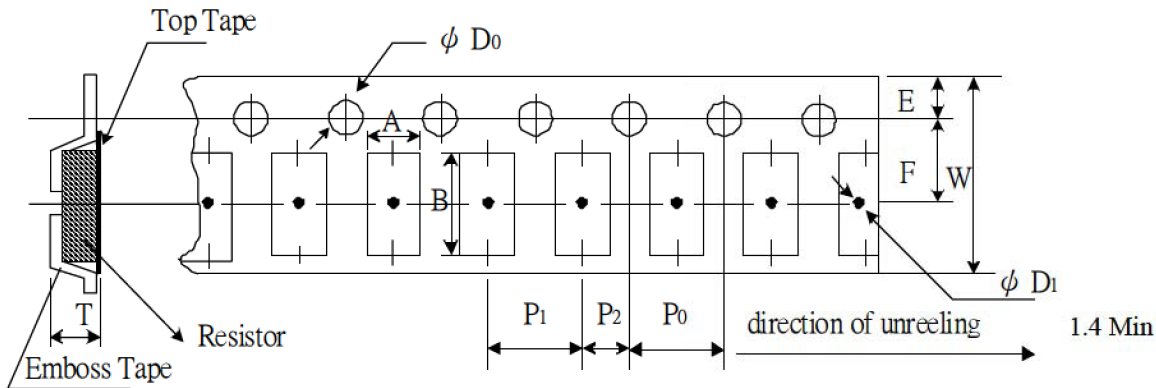 Top Tape
ϕ D0
E
A
F
W
B
ϕ D1
T
P1
P2
P0
direction of unreeling
1.4 Min
Resistor
Emboss Tape